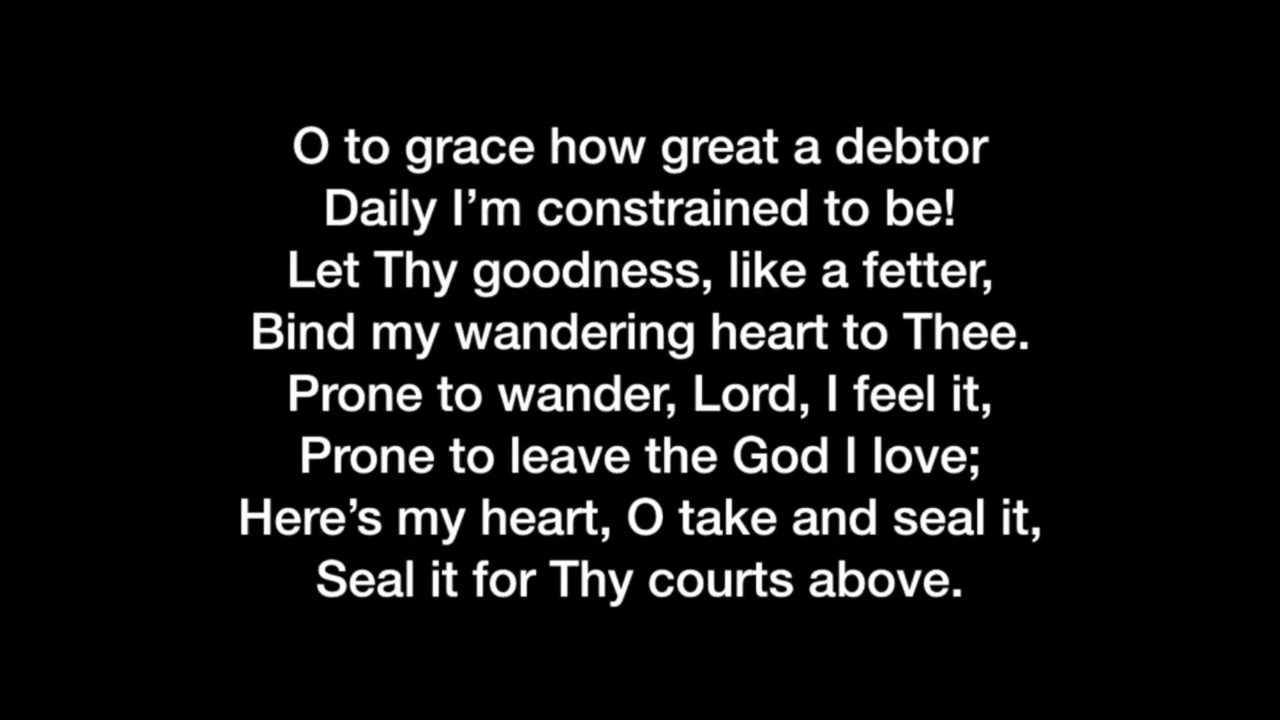 O to grace how great a debtor
Daily I’m constrained to be!
Let Thy goodness, like a fetter,
Bind my wandering heart to Thee.
Prone to wander, Lord, I feel it,
Prone to leave the God I love;
Here’s my heart, O take and seal it,
Seal it for Thy courts above.